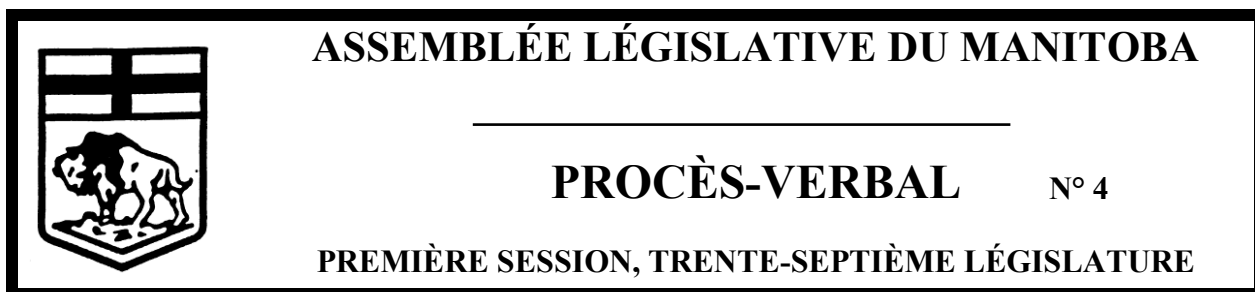 ASSEMBLÉE LÉGISLATIVE DU MANITOBA
PROCÈS-VERBAL N° 4
PREMIÈRE SESSION, TRENTE-SEPTIÈME LÉGISLATURE